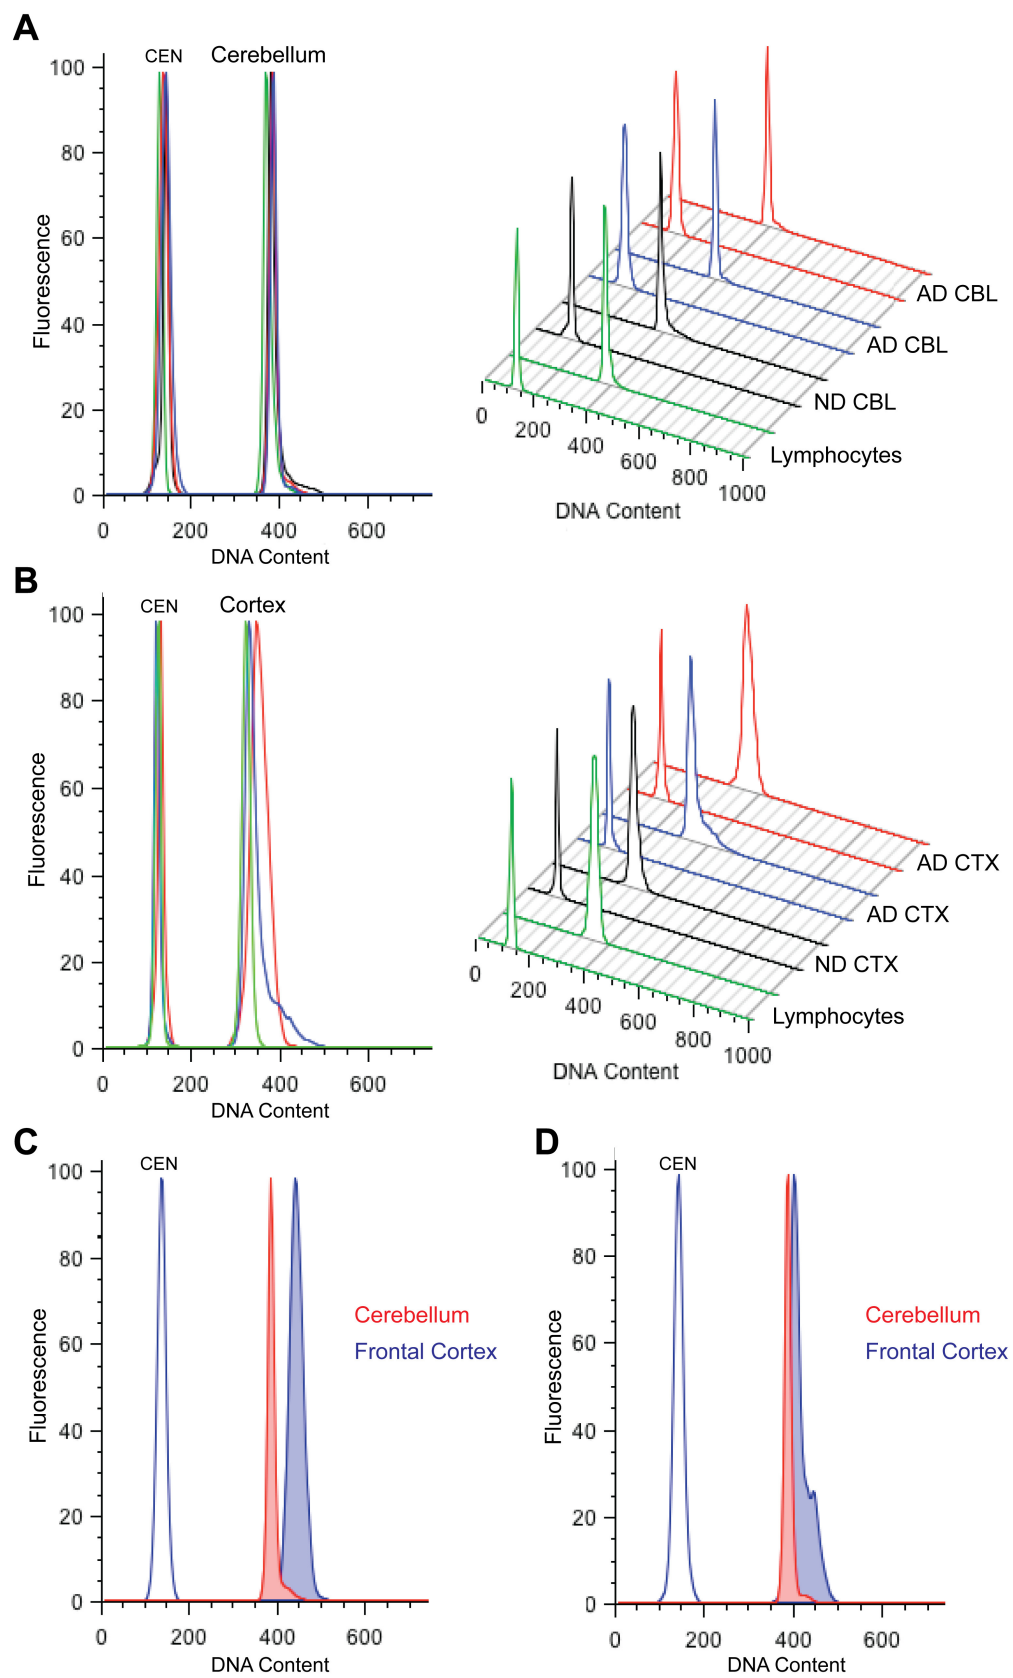 A
CEN Cerebellum
100
80
60
40
20
0
Fluorescence
0 200 400 600
DNA Content
AD CBL
AD CBL
ND CBL
Lymphocytes
0 200 400 600 800 1000
DNA Content
B
CEN Cortex
100
80
60
40
20
0
Fluorescence
0 200 400 600
DNA Content
AD CTX
AD CTX
ND CTX
Lymphocytes
0 200 400 600 800 1000
DNA Content
C
CEN
100
80
60
40
20
0
Fluorescence
Cerebellum
Frontal Cortex
0 200 400 600
DNA Content
D
CEN
100
80
60
40
20
0
Fluorescence
Cerebellum
Frontal Cortex
0 200 400 600
DNA Content